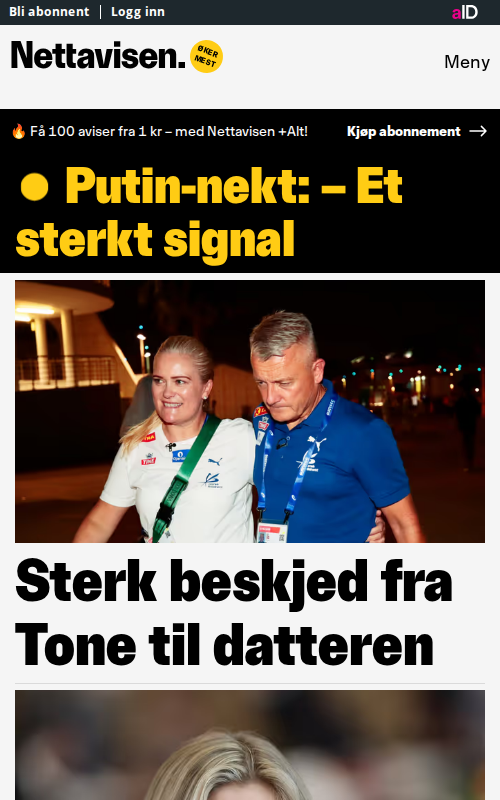 Bli abonnent | Logg inn
aID
Nettavisen.
ØKER
MEST
Meny
🔥 Få 100 aviser fra 1 kr – med Nettavisen +Alt!
Kjøp abonnement →
Putin-nekt: – Et
sterkt signal
Sterk beskjed fra
Tone til datteren